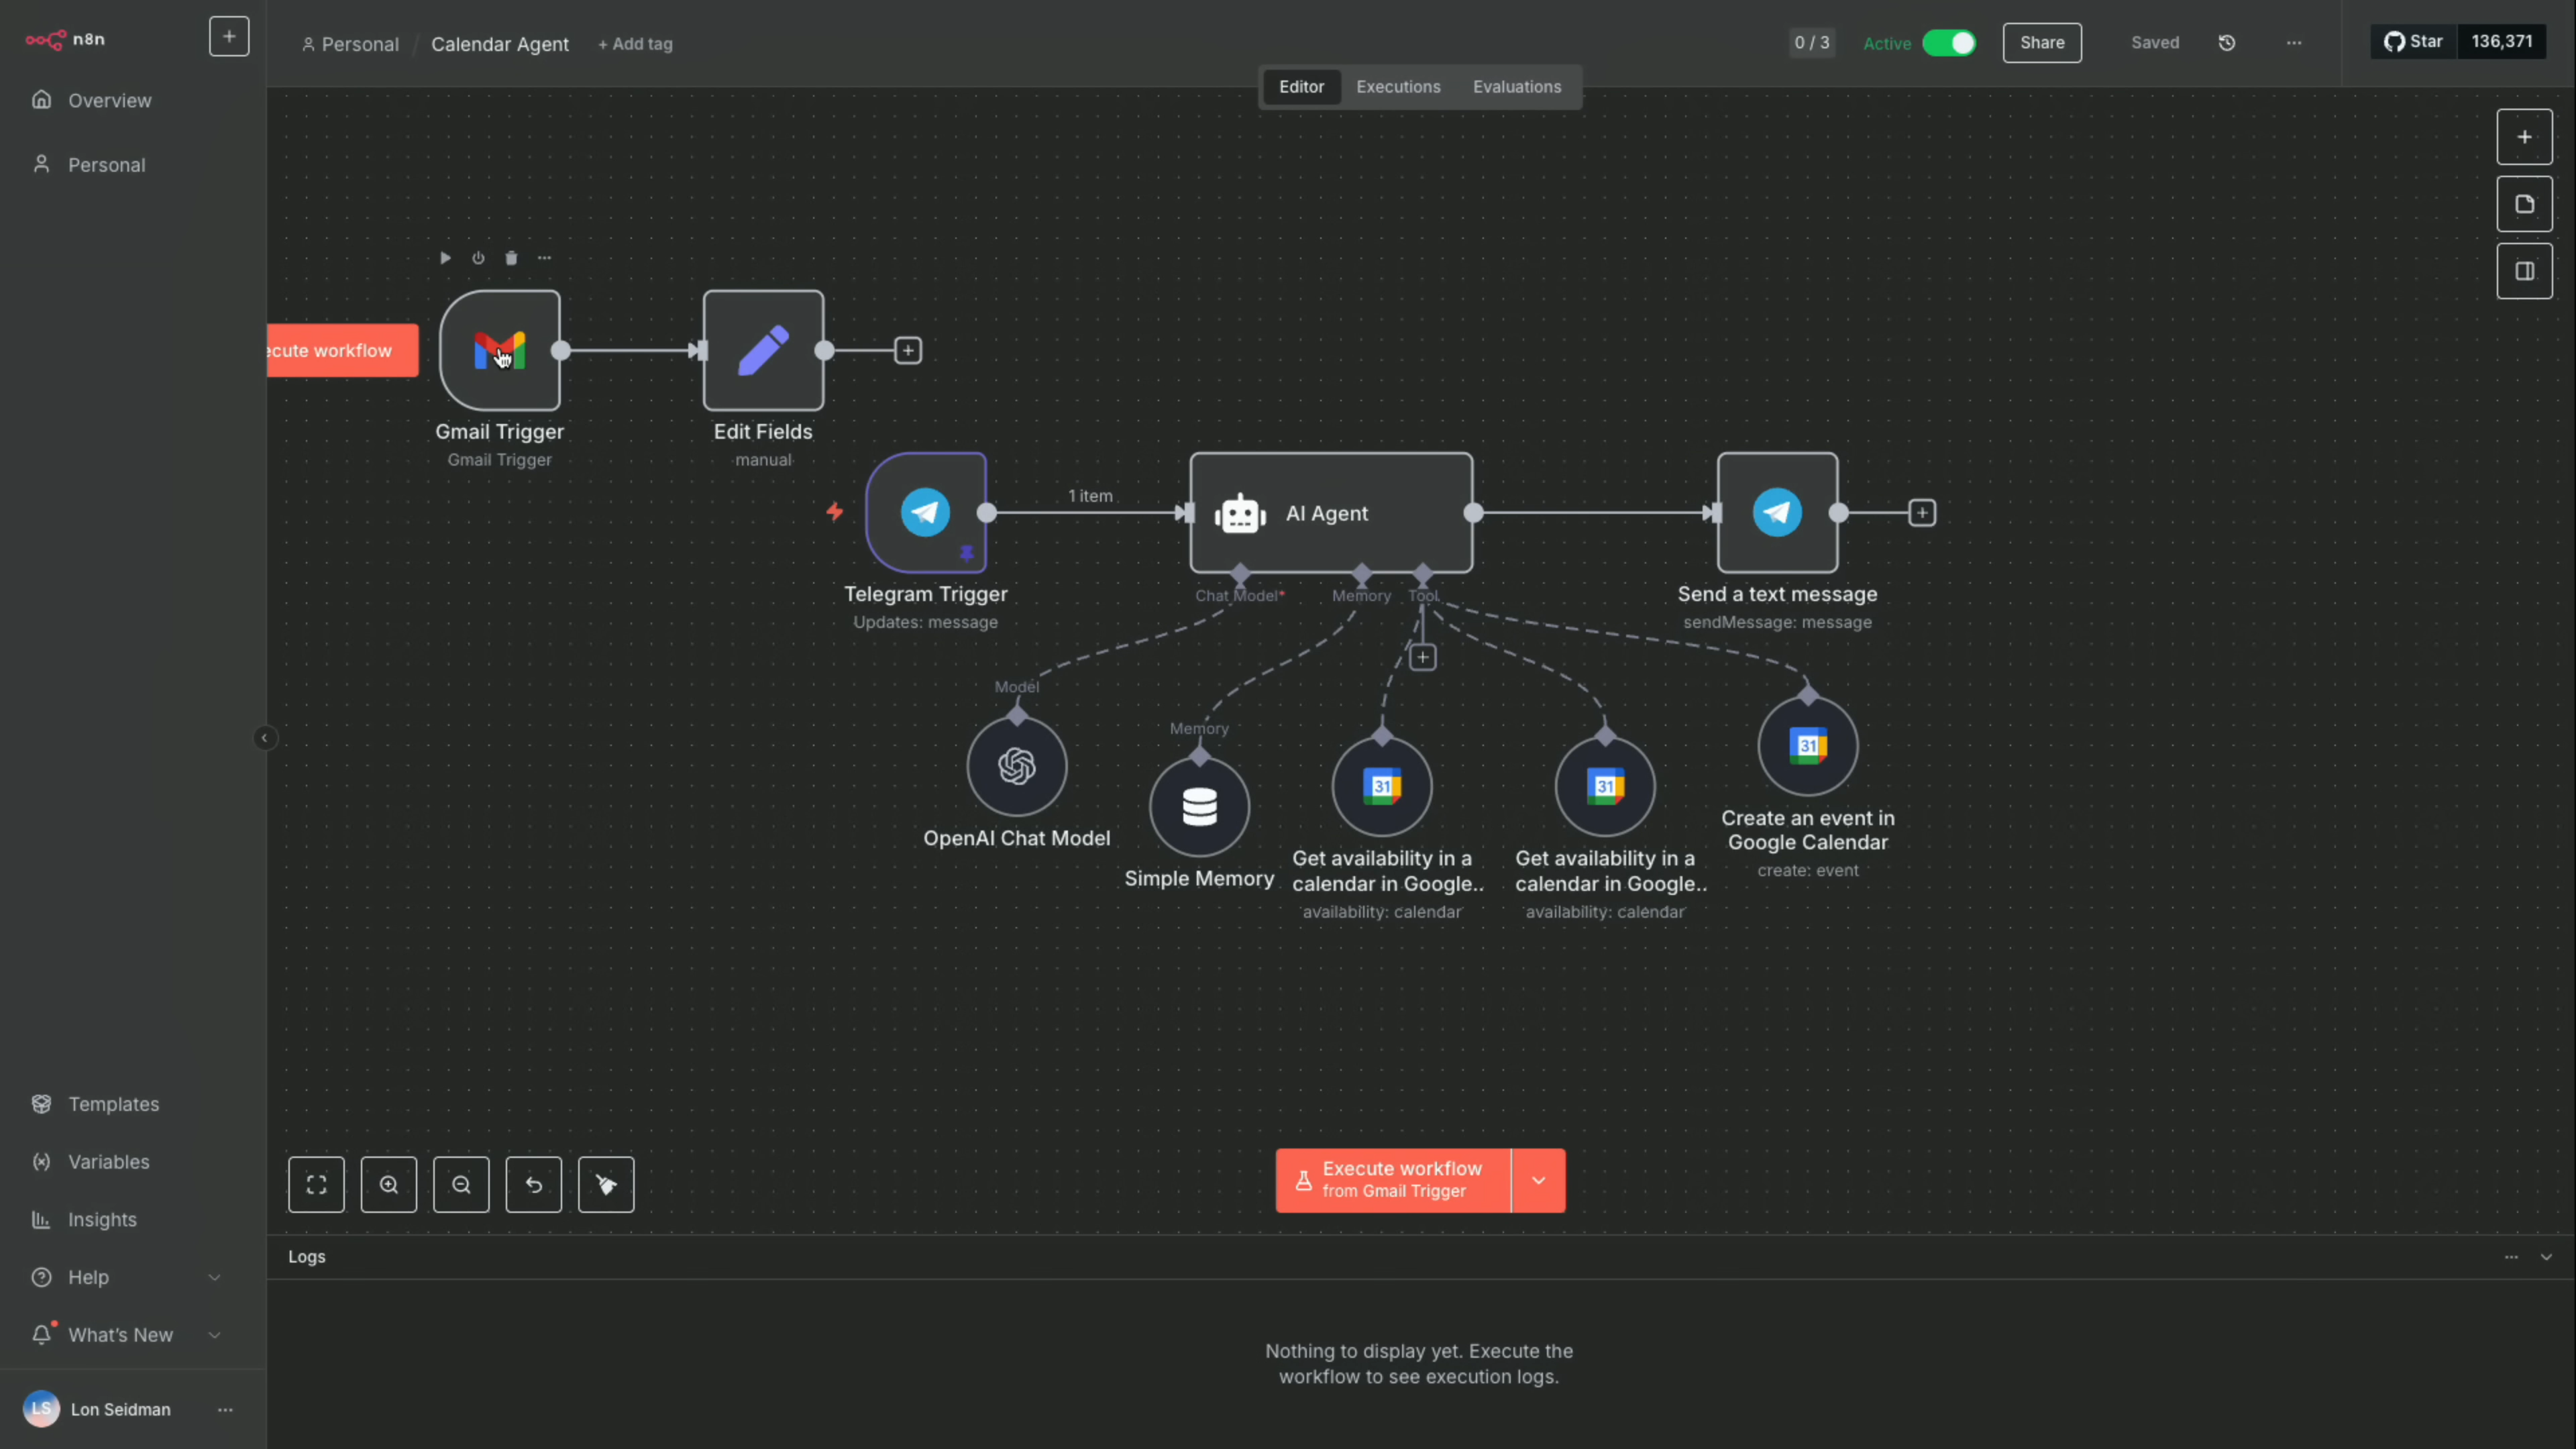 n8n
Personal / Calendar Agent + Add tag
0 / 3 Active Share Saved Star 136,371
Editor Executions Evaluations
Overview
Personal
ecute workflow
Gmail Trigger
Gmail Trigger
Edit Fields
manual
1 item
AI Agent
Telegram Trigger
Updates: message
Chat Model* Memory Tool
Send a text message
sendMessage: message
Model
Memory
31
31
31
OpenAI Chat Model
Simple Memory
Get availability in a
calendar in Google..
availability: calendar
Get availability in a
calendar in Google..
availability: calendar
Create an event in
Google Calendar
create: event
Templates
Variables
Insights
Help
What's New
LS Lon Seidman
Execute workflow
from Gmail Trigger
Logs
Nothing to display yet. Execute the
workflow to see execution logs.